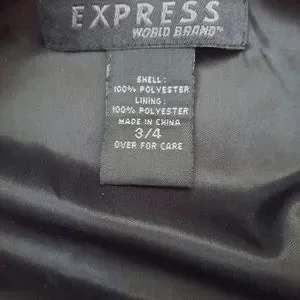 EXPRESS
WORLD BRAND™
SHELL:
100% POLYESTER
LINING:
100% POLYESTER
MADE IN CHINA
3/4
OVER FOR CARE